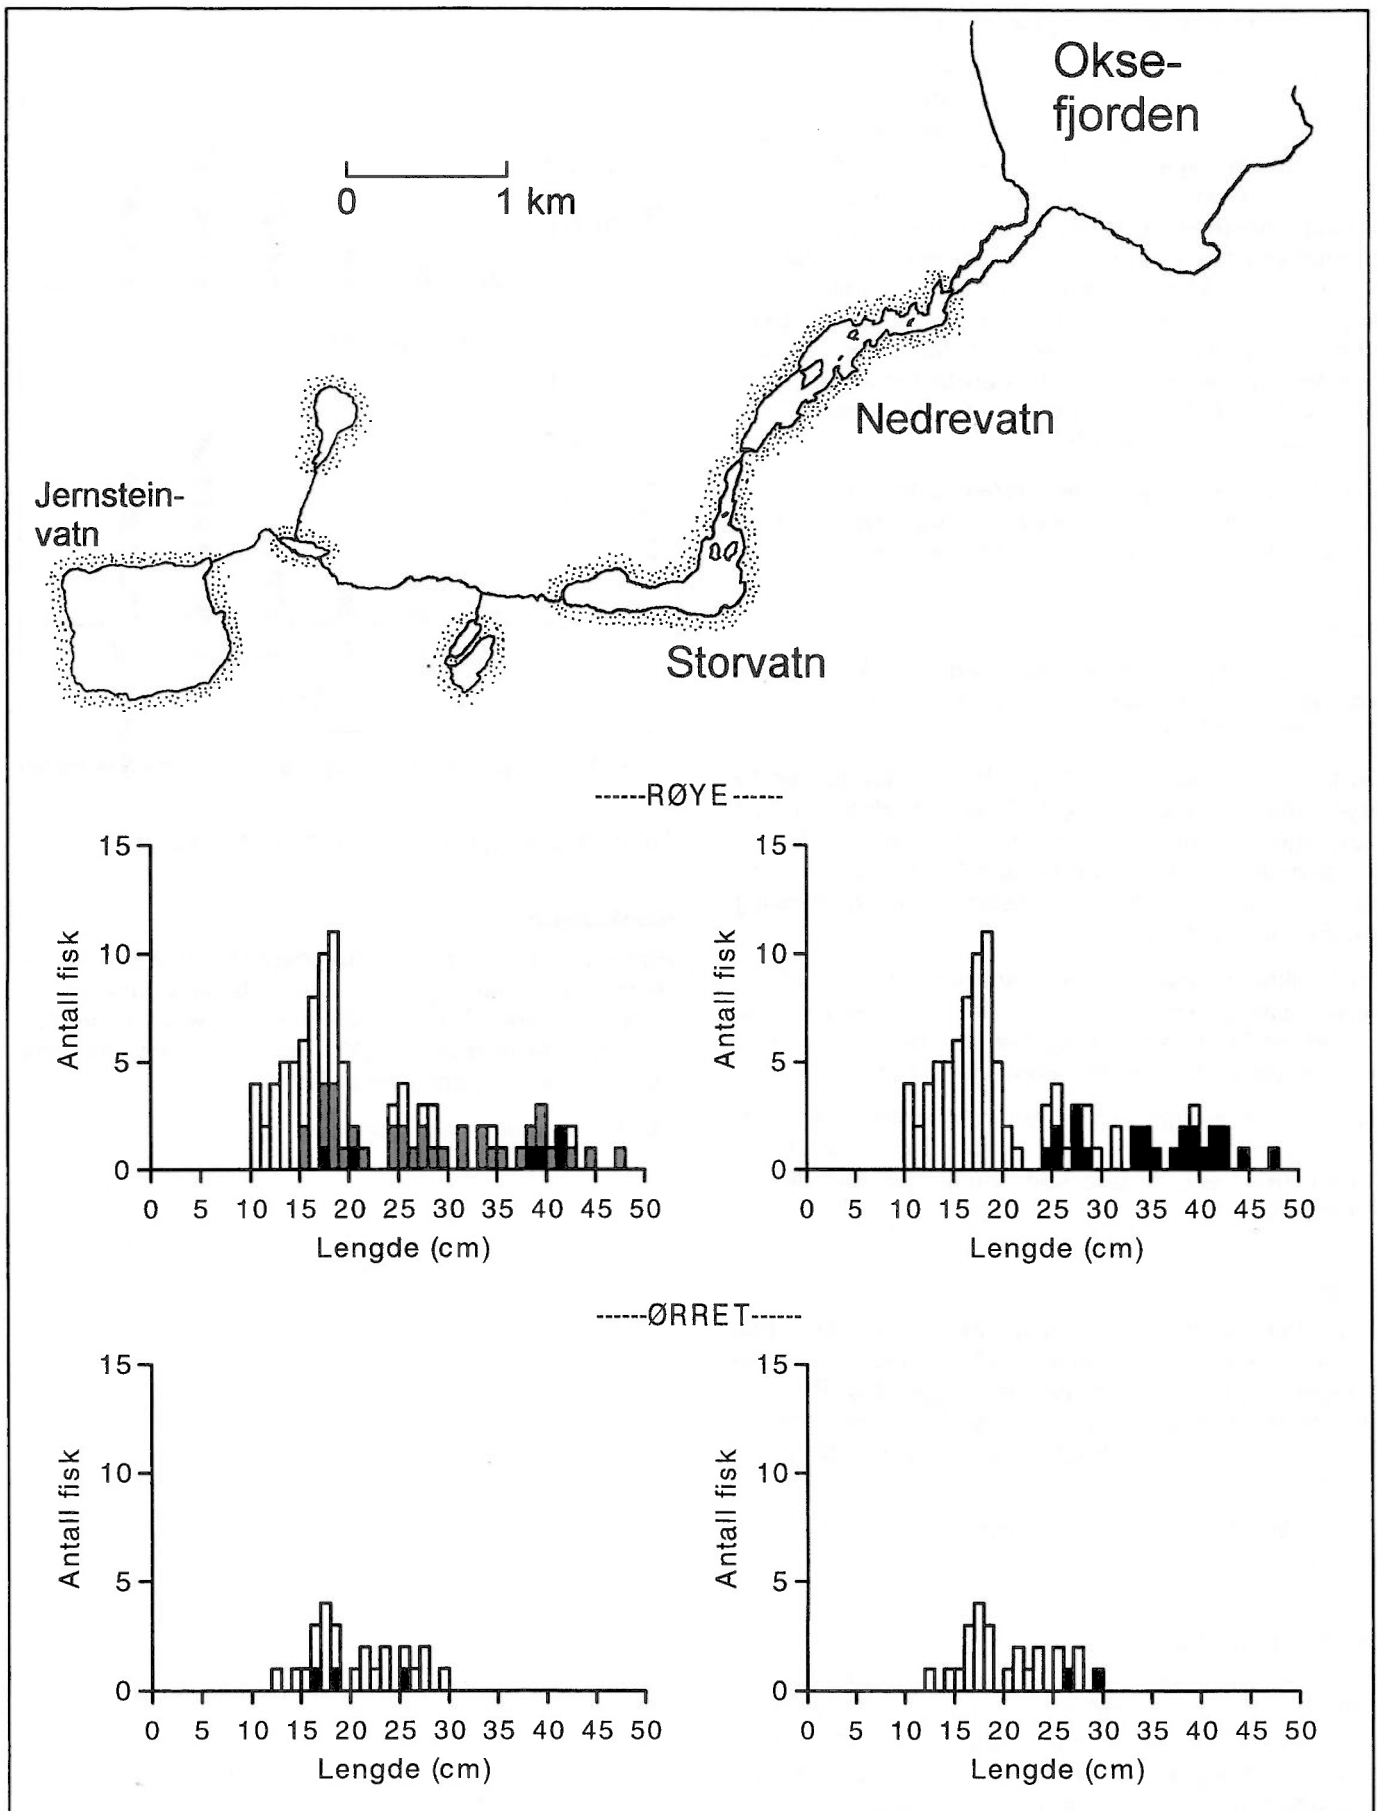 Okse-
fjorden
0 1 km
Nedrevatn
Jernstein-
vatn
Storvatn
------RØYE------
15
10
5
0
Antall fisk
0 5 10 15 20 25 30 35 40 45 50
Lengde (cm)
15
10
5
0
Antall fisk
0 5 10 15 20 25 30 35 40 45 50
Lengde (cm)
------ØRRET------
15
10
5
0
Antall fisk
0 5 10 15 20 25 30 35 40 45 50
Lengde (cm)
15
10
5
0
Antall fisk
0 5 10 15 20 25 30 35 40 45 50
Lengde (cm)